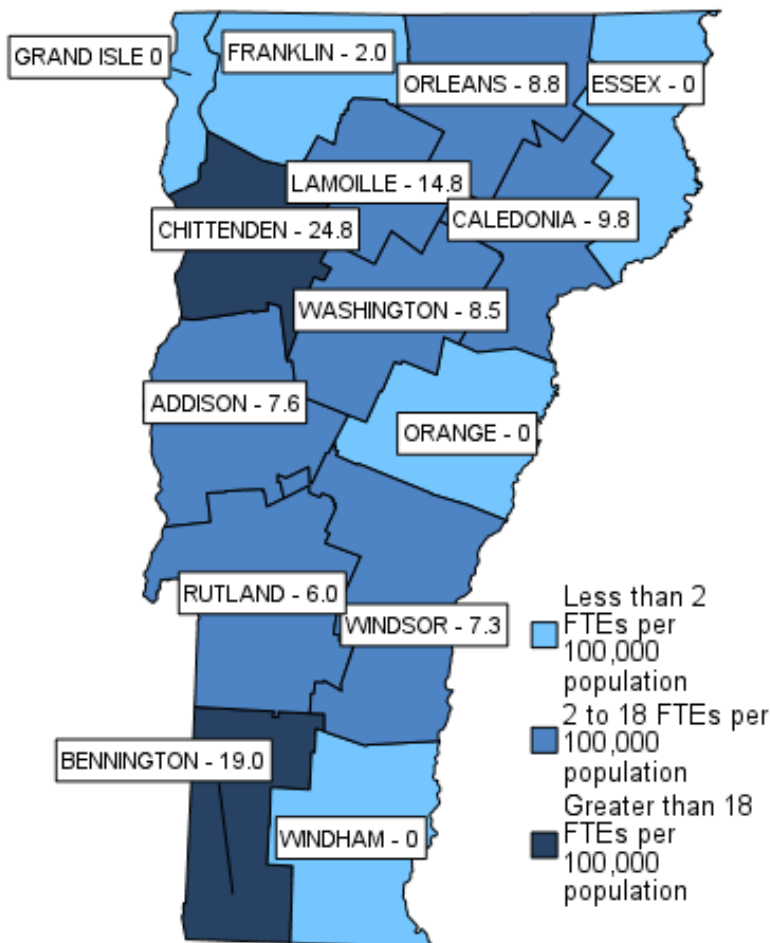 GRAND ISLE 0
FRANKLIN - 2.0
ORLEANS - 8.8
ESSEX - 0
LAMOILLE - 14.8
CHITTENDEN - 24.8
CALEDONIA - 9.8
WASHINGTON - 8.5
ADDISON - 7.6
ORANGE - 0
RUTLAND - 6.0
WINDSOR - 7.3
BENNINGTON - 19.0
WINDHAM - 0
Less than 2
FTEs per
100,000
population
2 to 18 FTEs per
100,000
population
Greater than 18
FTEs per
100,000
population